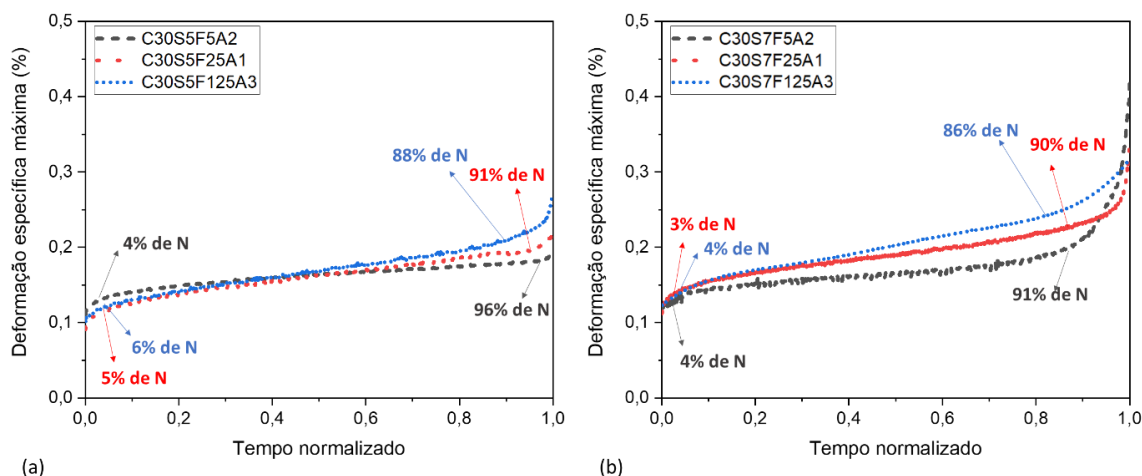 0,5
0,4
0,3
0,2
0,1
0,0
Deformação específica máxima (%)
C30S5F5A2
C30S5F25A1
C30S5F125A3
88% de N
91% de N
4% de N
96% de N
6% de N
5% de N
0,0 0,2 0,4 0,6 0,8 1,0
Tempo normalizado
(a)
0,5
0,4
0,3
0,2
0,1
0,0
Deformação específica máxima (%)
C30S7F5A2
C30S7F25A1
C30S7F125A3
86% de N
90% de N
3% de N
4% de N
91% de N
4% de N
0,0 0,2 0,4 0,6 0,8 1,0
Tempo normalizado
(b)